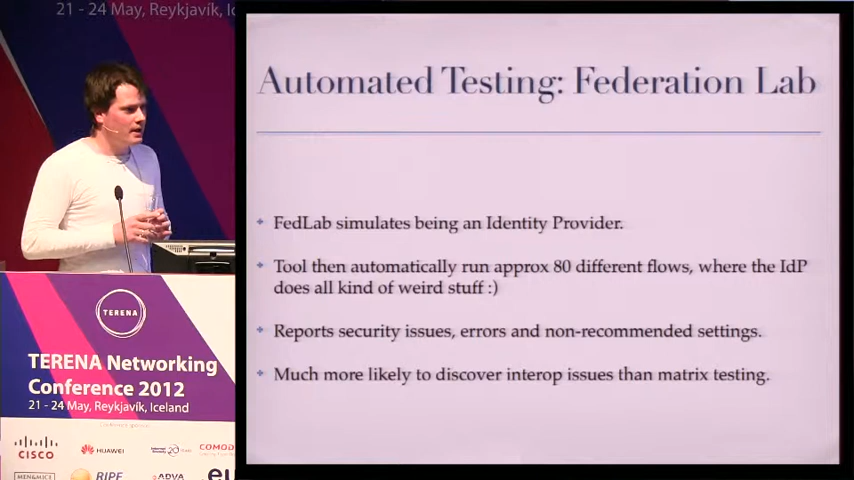 21 - 24 May, Reykjavík, Ic
Automated Testing: Federation Lab
FedLab simulates being an Identity Provider.
Tool then automatically run approx 80 different flows, where the IdP
does all kind of weird stuff :)
Reports security issues, errors and non-recommended settings.
Much more likely to discover interop issues than matrix testing.
TERENA
TERENA Networking
Conference 2012
21 - 24 May, Reykjavík, Iceland
CISCO
HUAWEI
COMOD
MEN&MICE
RIPE
ADVA
eu